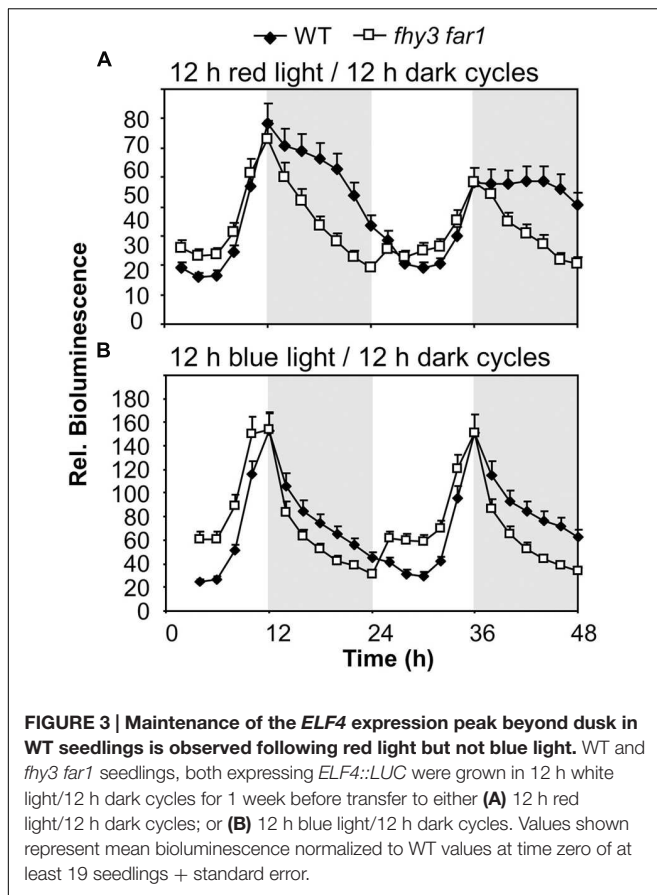 WT fhy3 far1
A
12 h red light / 12 h dark cycles
80
70
60
50
40
30
20
10
0
B
12 h blue light / 12 h dark cycles
180
160
140
120
100
80
60
40
20
0
Rel. Bioluminescence
0 12 24 36 48
Time (h)
FIGURE 3 | Maintenance of the ELF4 expression peak beyond dusk in
WT seedlings is observed following red light but not blue light. WT and
fhy3 far1 seedlings, both expressing ELF4::LUC were grown in 12 h white
light/12 h dark cycles for 1 week before transfer to either (A) 12 h red
light/12 h dark cycles; or (B) 12 h blue light/12 h dark cycles. Values shown
represent mean bioluminescence normalized to WT values at time zero of at
least 19 seedlings + standard error.